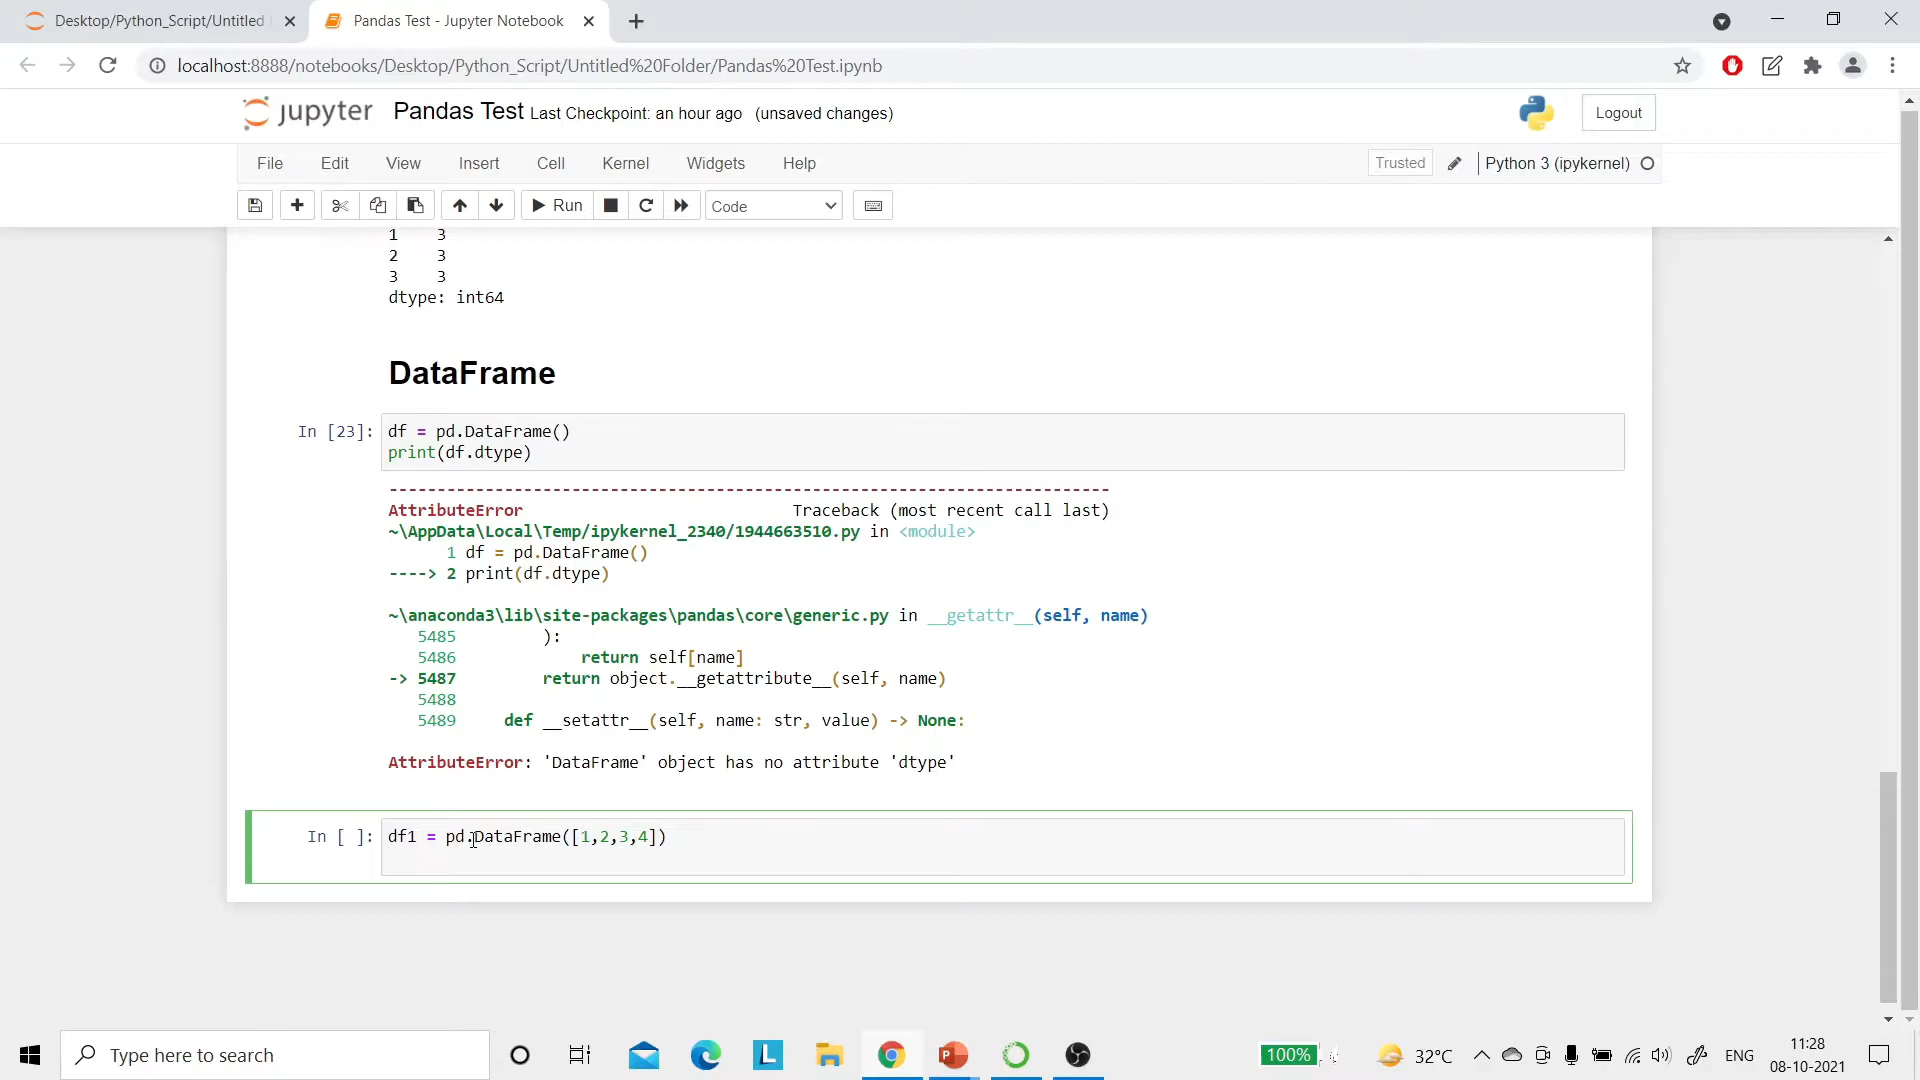 Desktop/Python_Script/Untitled
Pandas Test - Jupyter Notebook
localhost:8888/notebooks/Desktop/Python_Script/Untitled%20Folder/Pandas%20Test.ipynb
jupyter Pandas Test Last Checkpoint: an hour ago (unsaved changes)
Logout
File Edit View Insert Cell Kernel Widgets Help
Trusted Python 3 (ipykernel)
Run Code
1 3
2 3
3 3
dtype: int64
DataFrame
In [23]: df = pd.DataFrame()
print(df.dtype)
---------------------------------------------------------------------------
AttributeError Traceback (most recent call last)
~\AppData\Local\Temp/ipykernel_2340/1944663510.py in <module>
1 df = pd.DataFrame()
----> 2 print(df.dtype)
~\anaconda3\lib\site-packages\pandas\core\generic.py in __getattr__(self, name)
5485 ):
5486 return self[name]
-> 5487 return object.__getattribute__(self, name)
5488
5489 def __setattr__(self, name: str, value) -> None:
AttributeError: 'DataFrame' object has no attribute 'dtype'
In [ ]: df1 = pd.DataFrame([1,2,3,4])
Type here to search
L
100%
32°C
ENG
11:28
08-10-2021